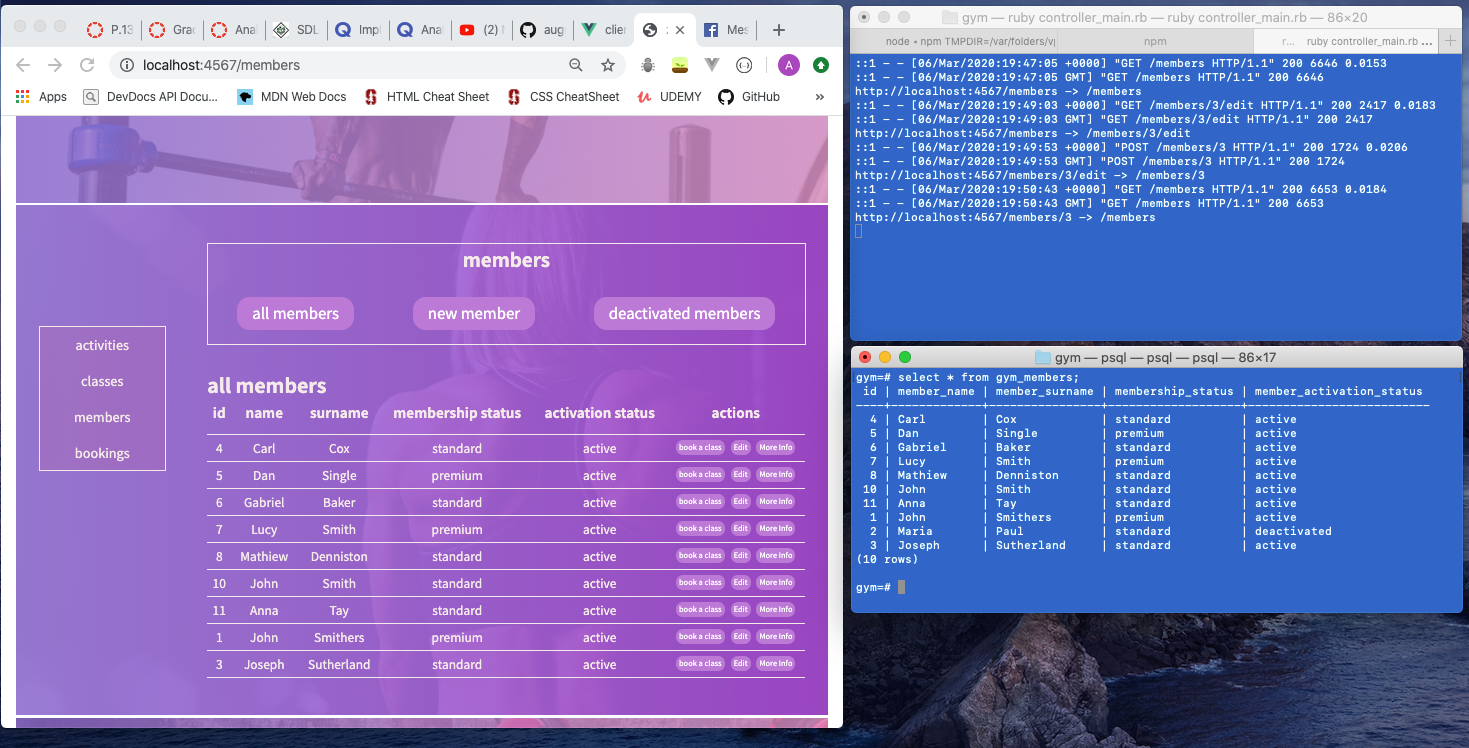 P.13
Grac
Anal
SDL
Impl
Anal
(2) M
aug
clien
Mes
localhost:4567/members
A
Apps
DevDocs API Docu...
MDN Web Docs
HTML Cheat Sheet
CSS CheatSheet
UDEMY
GitHub
»
members
all members new member deactivated members
activities
classes
members
bookings
all members
id name surname membership status activation status actions
4 Carl Cox standard active book a class Edit More Info
5 Dan Single premium active book a class Edit More Info
6 Gabriel Baker standard active book a class Edit More Info
7 Lucy Smith premium active book a class Edit More Info
8 Mathiew Denniston standard active book a class Edit More Info
10 John Smith standard active book a class Edit More Info
11 Anna Tay standard active book a class Edit More Info
1 John Smithers premium active book a class Edit More Info
3 Joseph Sutherland standard active book a class Edit More Info
gym — ruby controller_main.rb — ruby controller_main.rb — 86×20
node • npm TMPDIR=/var/folders/v
npm
r... ruby controller_main.rb ...
::1 - - [06/Mar/2020:19:47:05 +0000] "GET /members HTTP/1.1" 200 6646 0.0153
::1 - - [06/Mar/2020:19:47:05 GMT] "GET /members HTTP/1.1" 200 6646
http://localhost:4567/members -> /members
::1 - - [06/Mar/2020:19:49:03 +0000] "GET /members/3/edit HTTP/1.1" 200 2417 0.0183
::1 - - [06/Mar/2020:19:49:03 GMT] "GET /members/3/edit HTTP/1.1" 200 2417
http://localhost:4567/members -> /members/3/edit
::1 - - [06/Mar/2020:19:49:53 +0000] "POST /members/3 HTTP/1.1" 200 1724 0.0206
::1 - - [06/Mar/2020:19:49:53 GMT] "POST /members/3 HTTP/1.1" 200 1724
http://localhost:4567/members/3/edit -> /members/3
::1 - - [06/Mar/2020:19:50:43 +0000] "GET /members HTTP/1.1" 200 6653 0.0184
::1 - - [06/Mar/2020:19:50:43 GMT] "GET /members HTTP/1.1" 200 6653
http://localhost:4567/members/3 -> /members
gym — psql — psql — psql — 86×17
gym=# select * from gym_members;
id | member_name | member_surname | membership_status | member_activation_status
----+-------------+----------------+-------------------+--------------------------
4 | Carl | Cox | standard | active
5 | Dan | Single | premium | active
6 | Gabriel | Baker | standard | active
7 | Lucy | Smith | premium | active
8 | Mathiew | Denniston | standard | active
10 | John | Smith | standard | active
11 | Anna | Tay | standard | active
1 | John | Smithers | premium | active
2 | Maria | Paul | standard | deactivated
3 | Joseph | Sutherland | standard | active
(10 rows)
gym=#